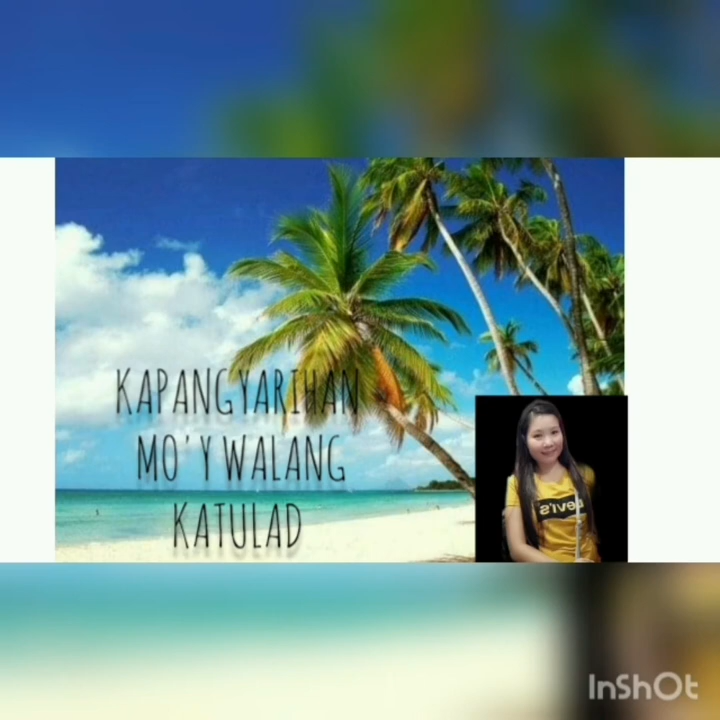 KAPANGYARIHAN
MO'Y WALANG
KATULAD
Levi's
InShOt